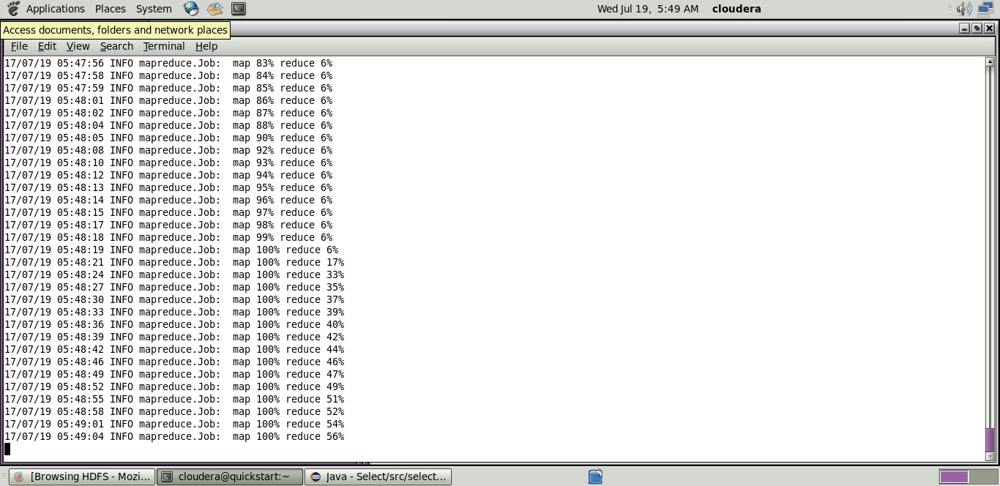 Applications Places System Wed Jul 19, 5:49 AM cloudera
Access documents, folders and network places
File Edit View Search Terminal Help
17/07/19 05:47:56 INFO mapreduce.Job:  map 83% reduce 6%
17/07/19 05:47:58 INFO mapreduce.Job:  map 84% reduce 6%
17/07/19 05:47:59 INFO mapreduce.Job:  map 85% reduce 6%
17/07/19 05:48:01 INFO mapreduce.Job:  map 86% reduce 6%
17/07/19 05:48:02 INFO mapreduce.Job:  map 87% reduce 6%
17/07/19 05:48:04 INFO mapreduce.Job:  map 88% reduce 6%
17/07/19 05:48:05 INFO mapreduce.Job:  map 90% reduce 6%
17/07/19 05:48:08 INFO mapreduce.Job:  map 92% reduce 6%
17/07/19 05:48:10 INFO mapreduce.Job:  map 93% reduce 6%
17/07/19 05:48:12 INFO mapreduce.Job:  map 94% reduce 6%
17/07/19 05:48:13 INFO mapreduce.Job:  map 95% reduce 6%
17/07/19 05:48:14 INFO mapreduce.Job:  map 96% reduce 6%
17/07/19 05:48:15 INFO mapreduce.Job:  map 97% reduce 6%
17/07/19 05:48:17 INFO mapreduce.Job:  map 98% reduce 6%
17/07/19 05:48:18 INFO mapreduce.Job:  map 99% reduce 6%
17/07/19 05:48:19 INFO mapreduce.Job:  map 100% reduce 6%
17/07/19 05:48:21 INFO mapreduce.Job:  map 100% reduce 17%
17/07/19 05:48:24 INFO mapreduce.Job:  map 100% reduce 33%
17/07/19 05:48:27 INFO mapreduce.Job:  map 100% reduce 35%
17/07/19 05:48:30 INFO mapreduce.Job:  map 100% reduce 37%
17/07/19 05:48:33 INFO mapreduce.Job:  map 100% reduce 39%
17/07/19 05:48:36 INFO mapreduce.Job:  map 100% reduce 40%
17/07/19 05:48:39 INFO mapreduce.Job:  map 100% reduce 42%
17/07/19 05:48:42 INFO mapreduce.Job:  map 100% reduce 44%
17/07/19 05:48:46 INFO mapreduce.Job:  map 100% reduce 46%
17/07/19 05:48:49 INFO mapreduce.Job:  map 100% reduce 47%
17/07/19 05:48:52 INFO mapreduce.Job:  map 100% reduce 49%
17/07/19 05:48:55 INFO mapreduce.Job:  map 100% reduce 51%
17/07/19 05:48:58 INFO mapreduce.Job:  map 100% reduce 52%
17/07/19 05:49:01 INFO mapreduce.Job:  map 100% reduce 54%
17/07/19 05:49:04 INFO mapreduce.Job:  map 100% reduce 56%
[Browsing HDFS - Mozi... cloudera@quickstart:~ Java - Select/src/select...